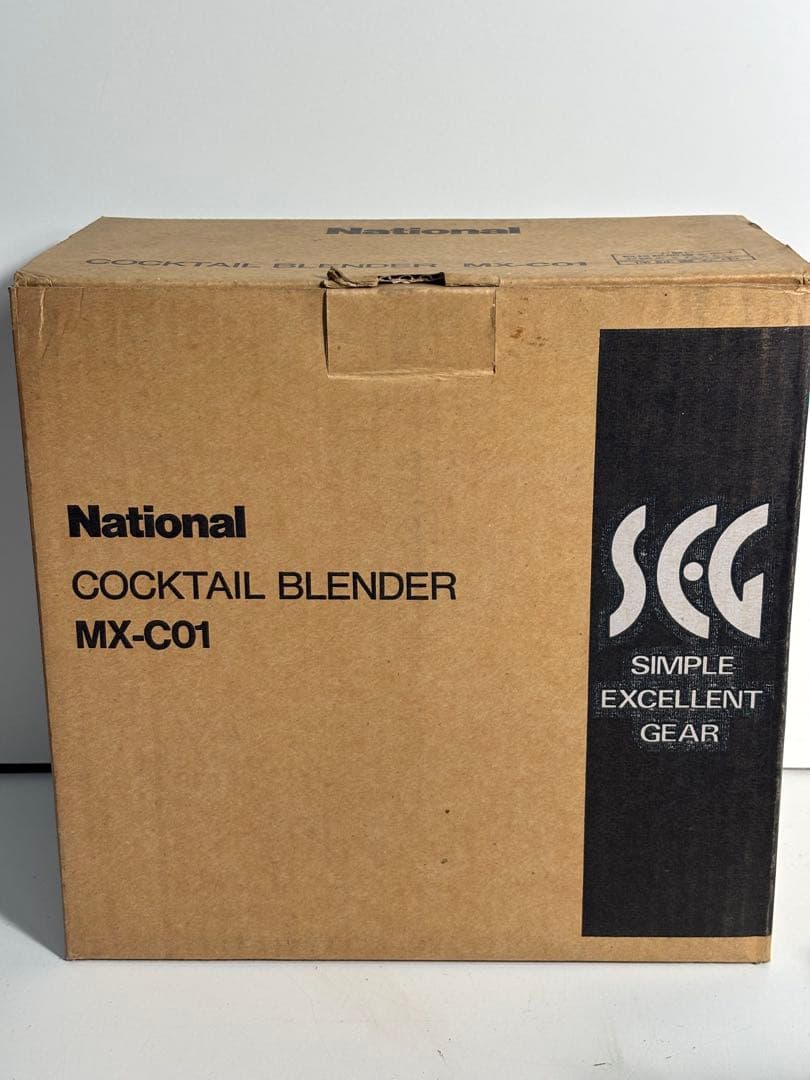 National
COCKTAIL BLENDER MX-C01
National
COCKTAIL BLENDER
MX-C01
SEG
SIMPLE
EXCELLENT
GEAR